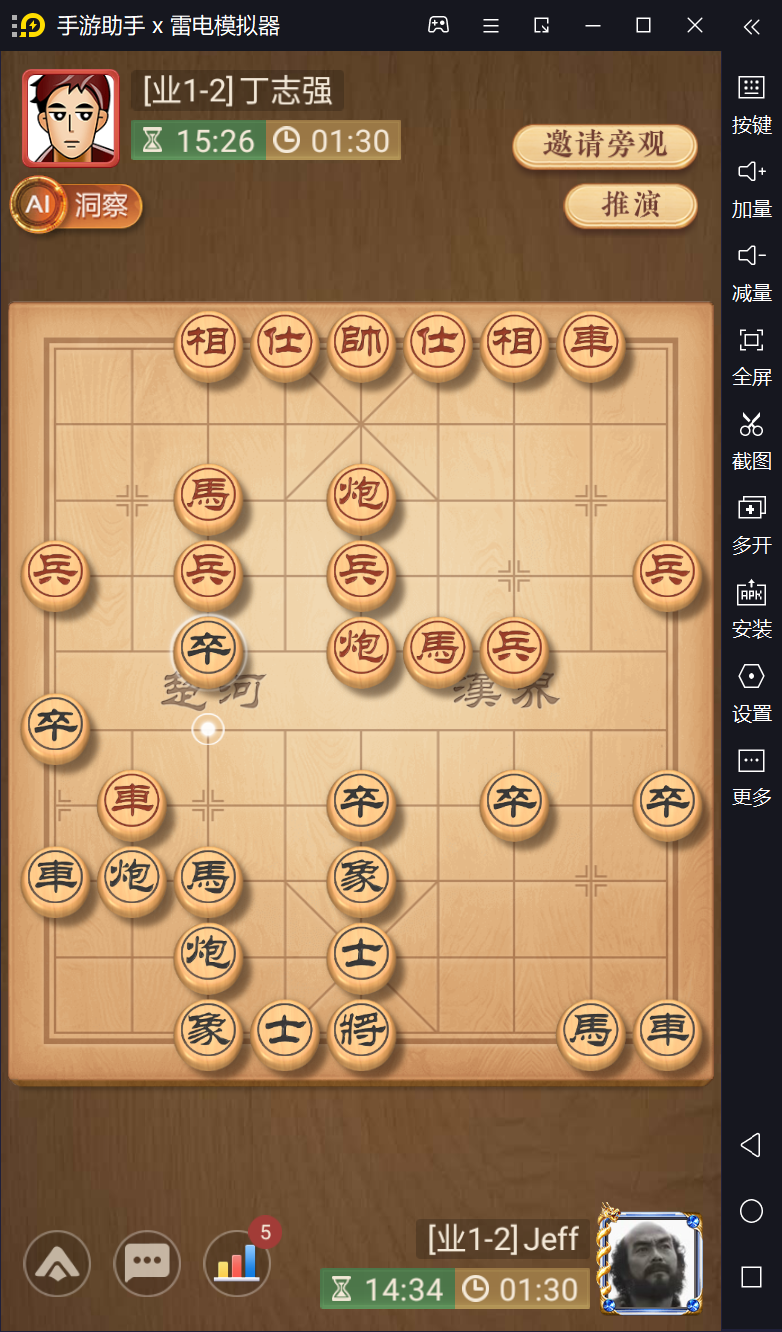 手游助手 x 雷电模拟器
[业1-2]丁志强
15:26 01:30
邀请旁观
AI 洞察
推演
按键
加量
减量
全屏
截图
多开
APK
安装
设置
更多
相 仕 帥 仕 相 車
馬 炮
兵 兵 兵 兵
卒 炮 馬 兵
楚河 漢界
卒
車 卒 卒 卒
車 炮 馬 象
炮 士
象 士 將 馬 車
5
[业1-2]Jeff
14:34 01:30